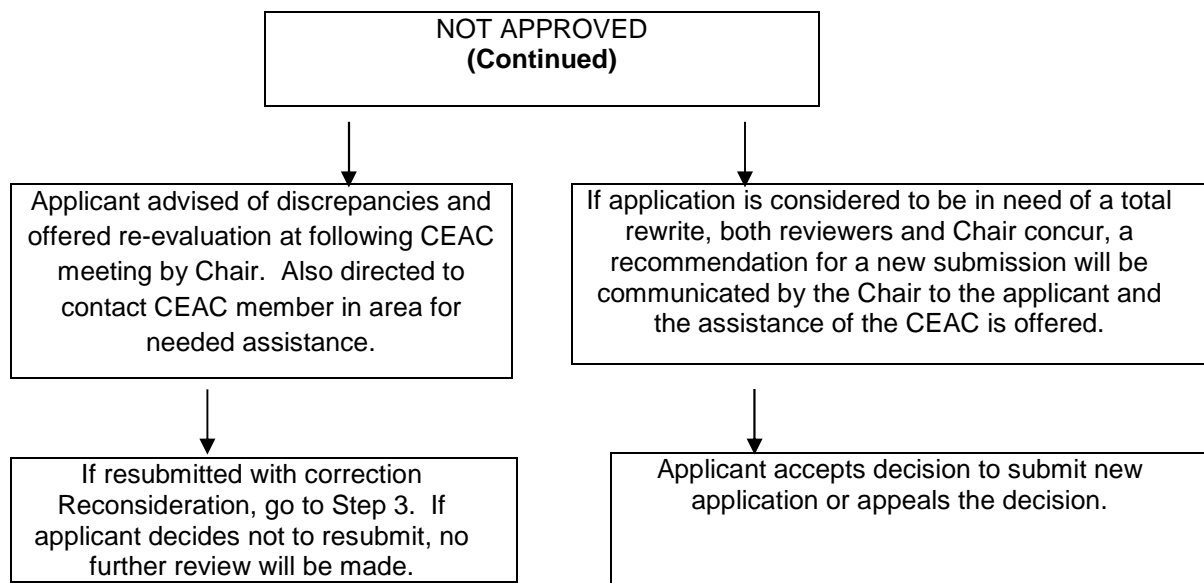 NOT APPROVED
(Continued)
Applicant advised of discrepancies and
offered re-evaluation at following CEAC
meeting by Chair.  Also directed to
contact CEAC member in area for
needed assistance.
If application is considered to be in need of a total
rewrite, both reviewers and Chair concur, a
recommendation for a new submission will be
communicated by the Chair to the applicant and
the assistance of the CEAC is offered.
If resubmitted with correction
Reconsideration, go to Step 3.  If
applicant decides not to resubmit, no
further review will be made.
Applicant accepts decision to submit new
application or appeals the decision.